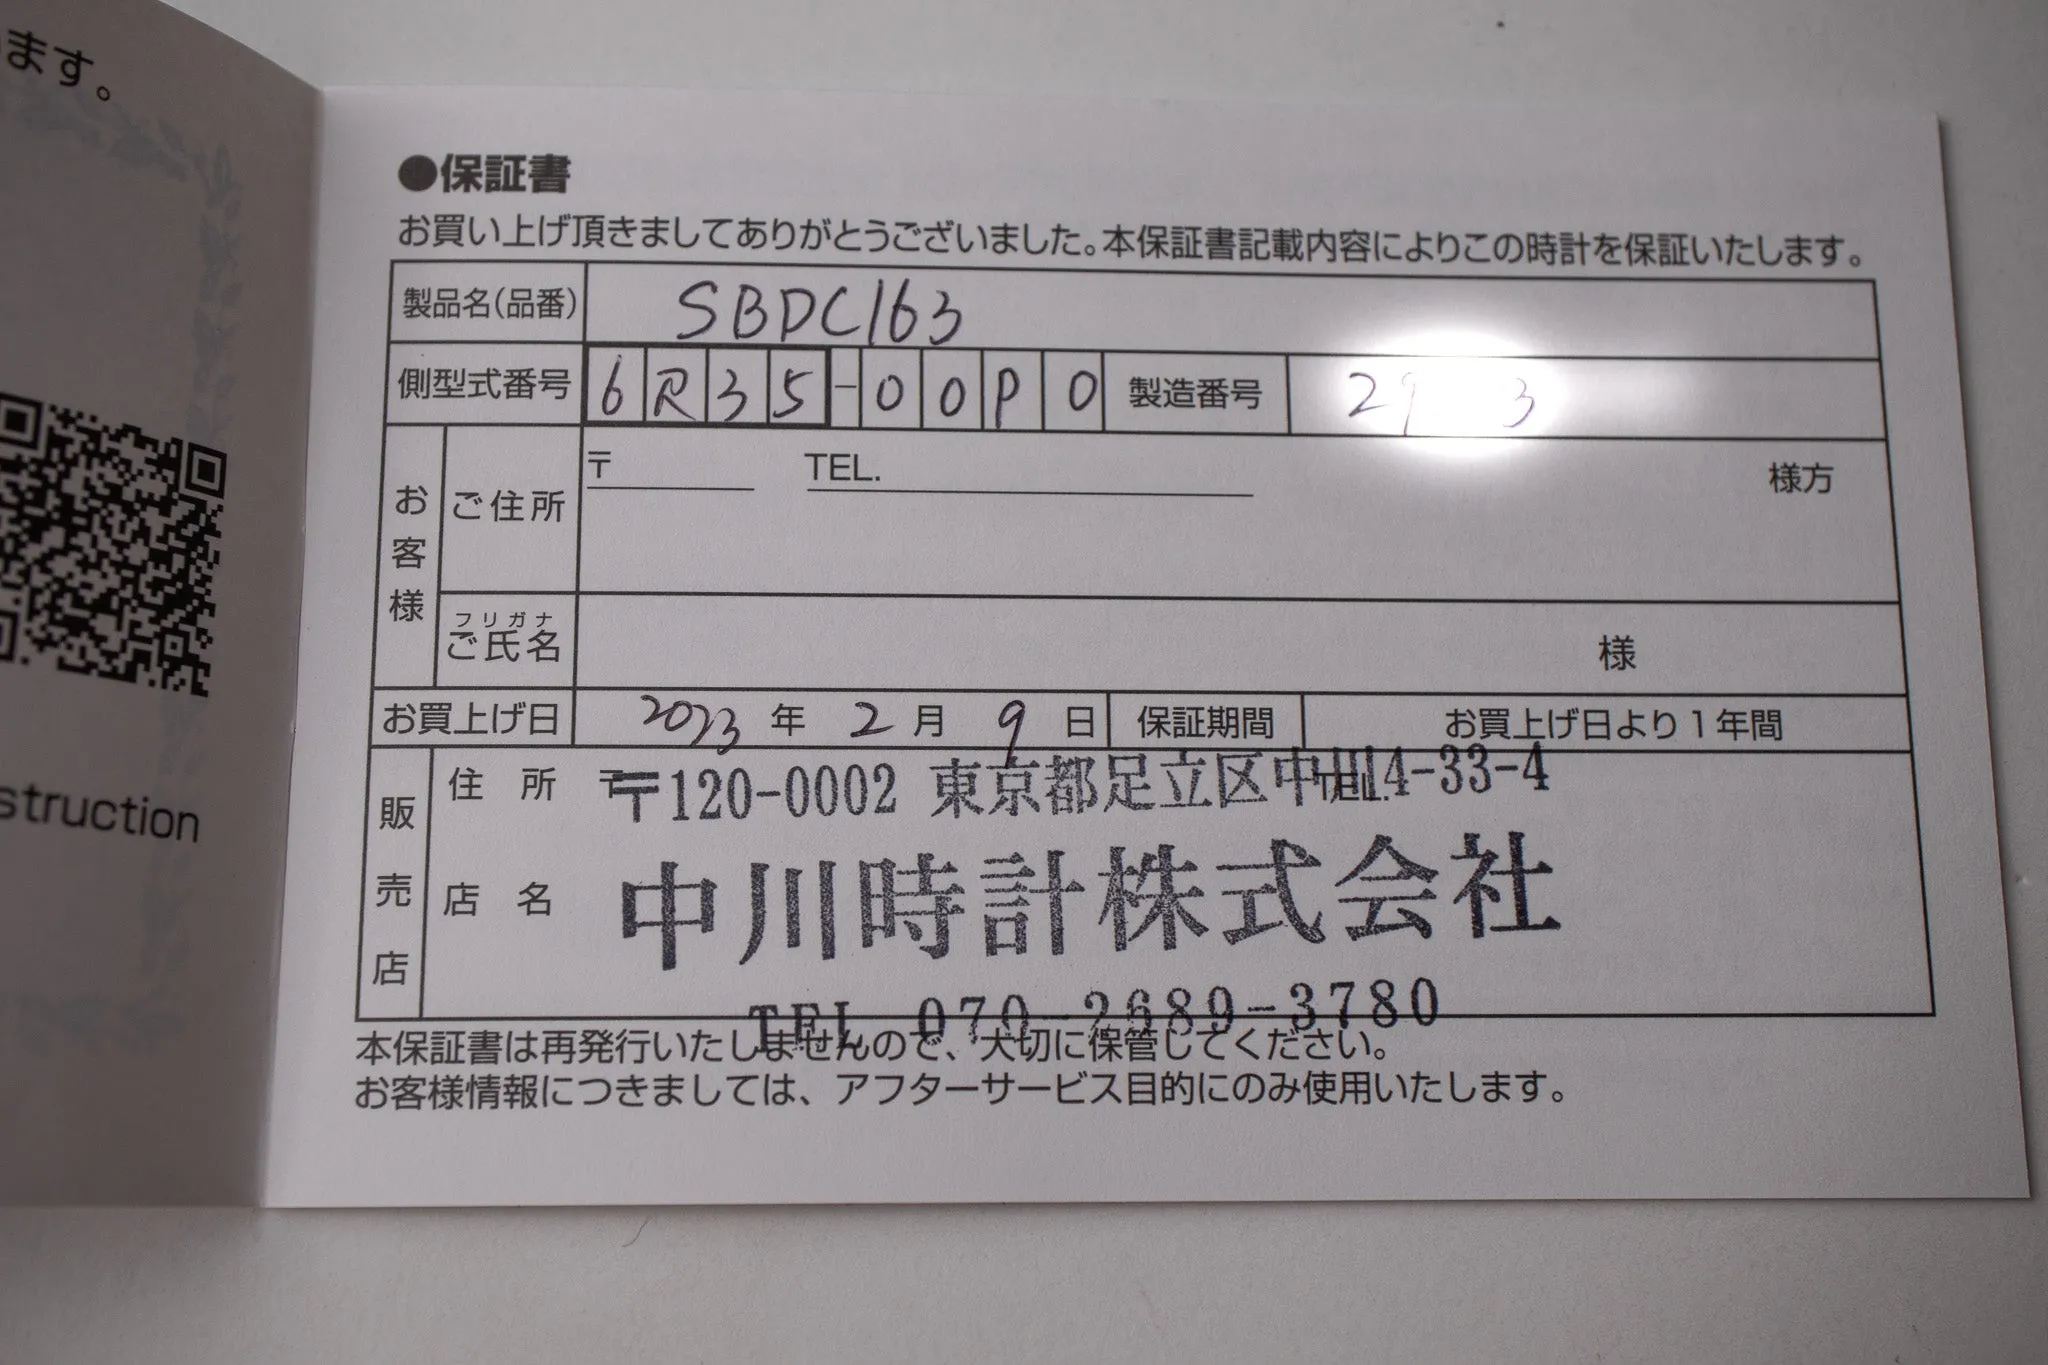 ます。
struction
●保証書
お買い上げ頂きましてありがとうございました。本保証書記載内容によりこの時計を保証いたします。
製品名(品番) SBDC163
側型式番号 6R35-00P0 製造番号 29 3
お客様
ご住所 〒 TEL. 様方
フリガナ
ご氏名 様
お買上げ日 2023年 2月 9日 保証期間 お買上げ日より1年間
販売店
住所 〒 TEL.
〒120-0002 東京都足立区中川4-33-4
店名 中川時計株式会社
TEL 070-2689-3780
本保証書は再発行いたしませんので、大切に保管してください。
お客様情報につきましては、アフターサービス目的にのみ使用いたします。